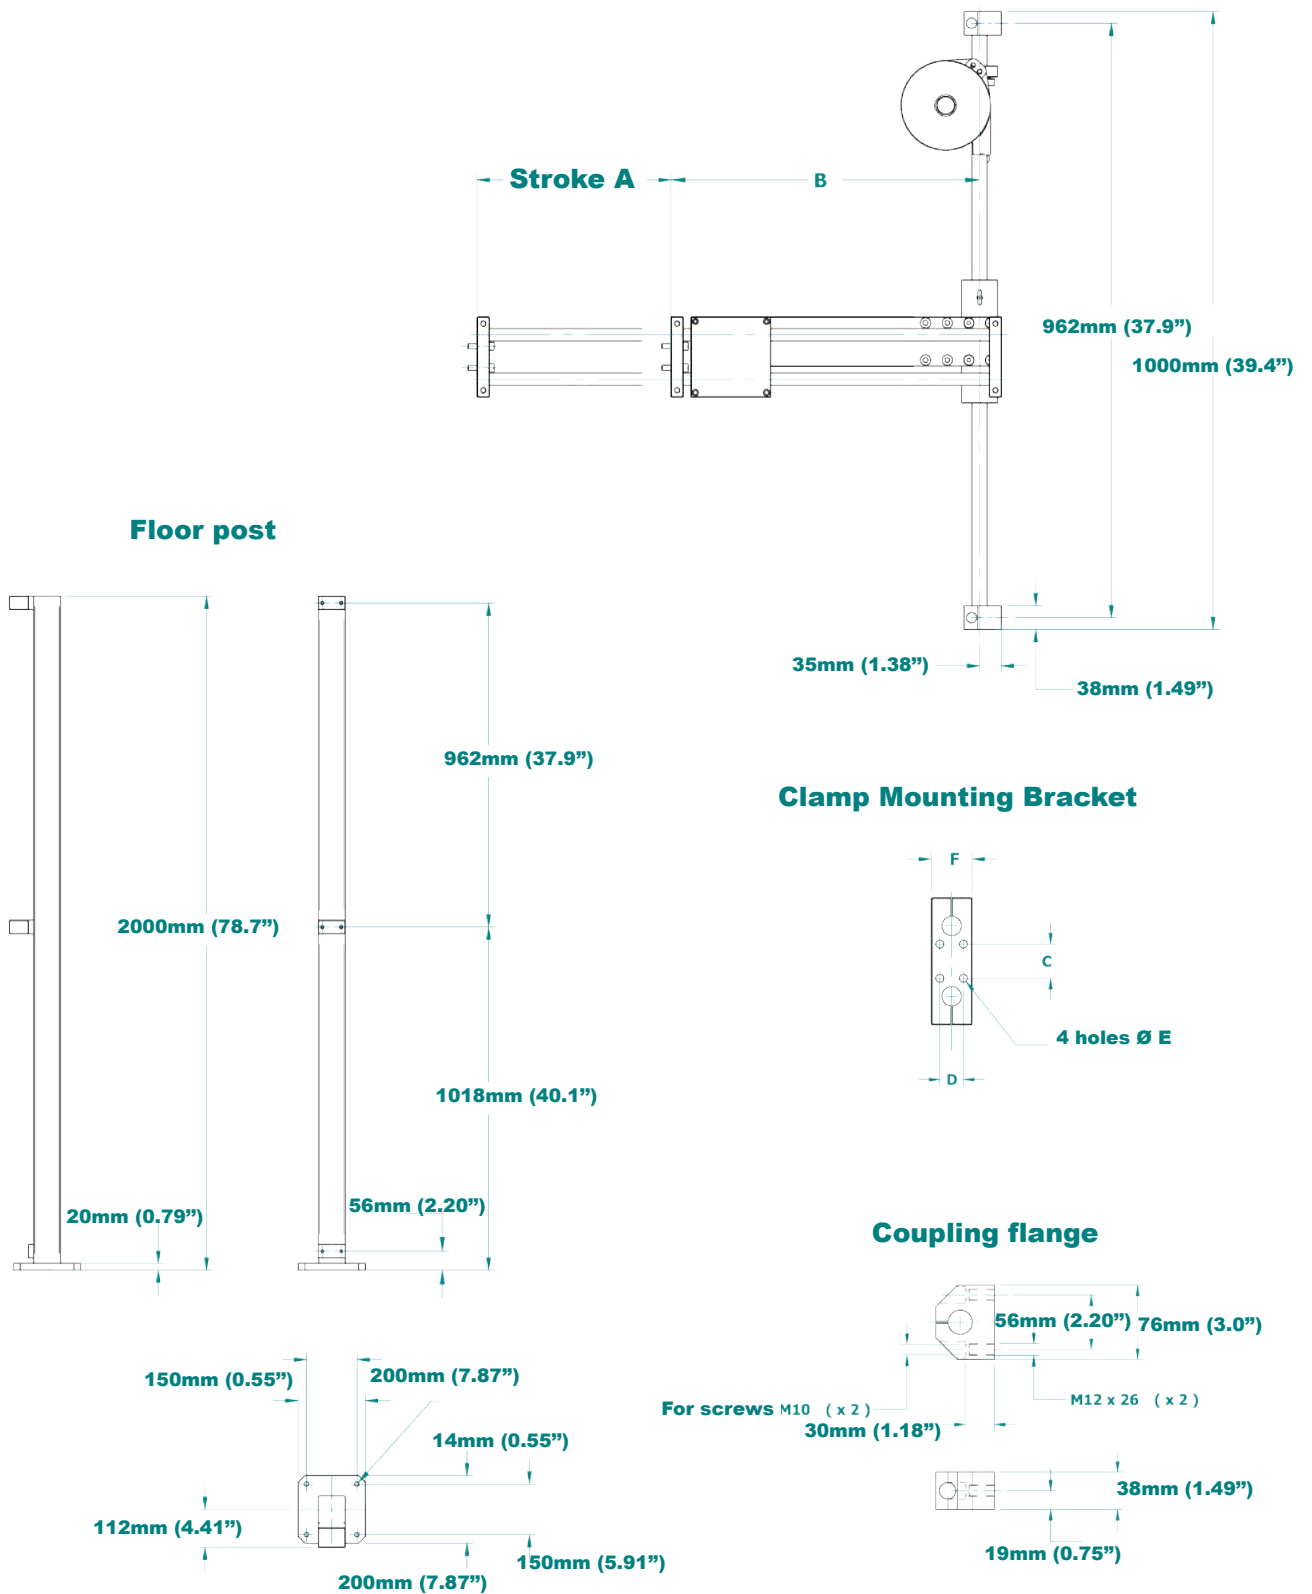 Stroke A
B
962mm (37.9”)
1000mm (39.4”)
Floor post
35mm (1.38”)
38mm (1.49”)
962mm (37.9”)
Clamp Mounting Bracket
F
2000mm (78.7”)
C
4 holes Ø E
D
1018mm (40.1”)
56mm (2.20”)
20mm (0.79”)
Coupling flange
56mm (2.20”)
76mm (3.0”)
150mm (0.55”)
200mm (7.87”)
For screws M10 ( x 2 )
M12 x 26 ( x 2 )
30mm (1.18”)
14mm (0.55”)
38mm (1.49”)
112mm (4.41”)
19mm (0.75”)
150mm (5.91”)
200mm (7.87”)